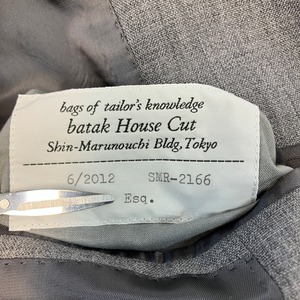 bags of tailor's knowledge
batak House Cut
Shin-Marunouchi Bldg, Tokyo
6/2012 SMR-2166
Esq.